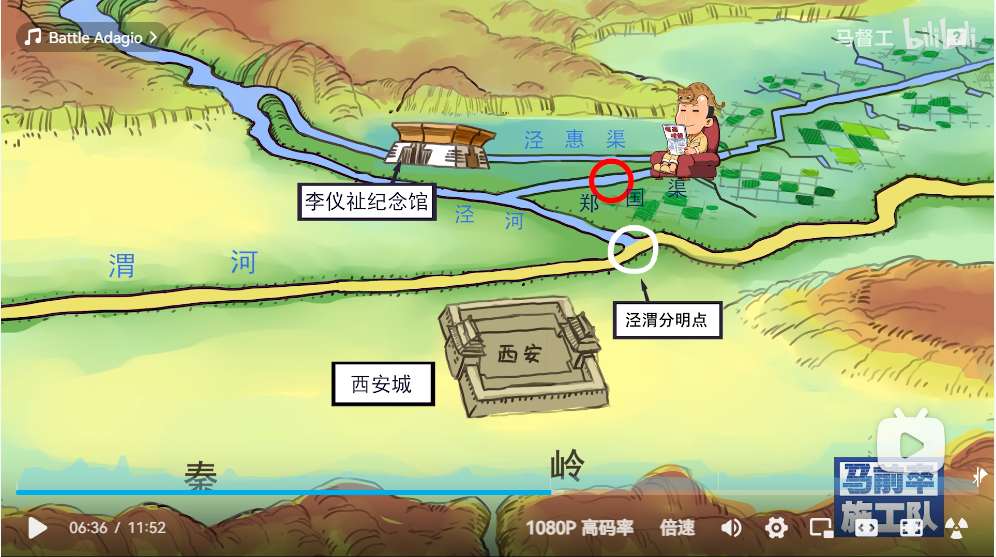 Battle Adagio
马督工
bilibili
泾惠渠
李仪祉纪念馆
郑国渠
泾河
渭河
泾渭分明点
西安
西安城
秦岭
马前卒
施工队
06:36 / 11:52
1080P 高码率
倍速